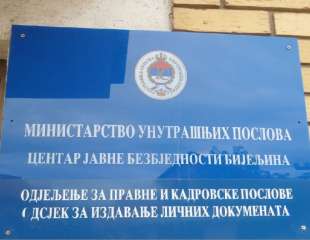 МИНИСТАРСТВО УНУТРАШЊИХ ПОСЛОВА
ЦЕНТАР ЈАВНЕ БЕЗБЈЕДНОСТИ БИЈЕЉИНА
ОДЈЕЉЕЊЕ ЗА ПРАВНЕ И КАДРОВСКЕ ПОСЛОВЕ
ОДСЈЕК ЗА ИЗДАВАЊЕ ЛИЧНИХ ДОКУМЕНАТА